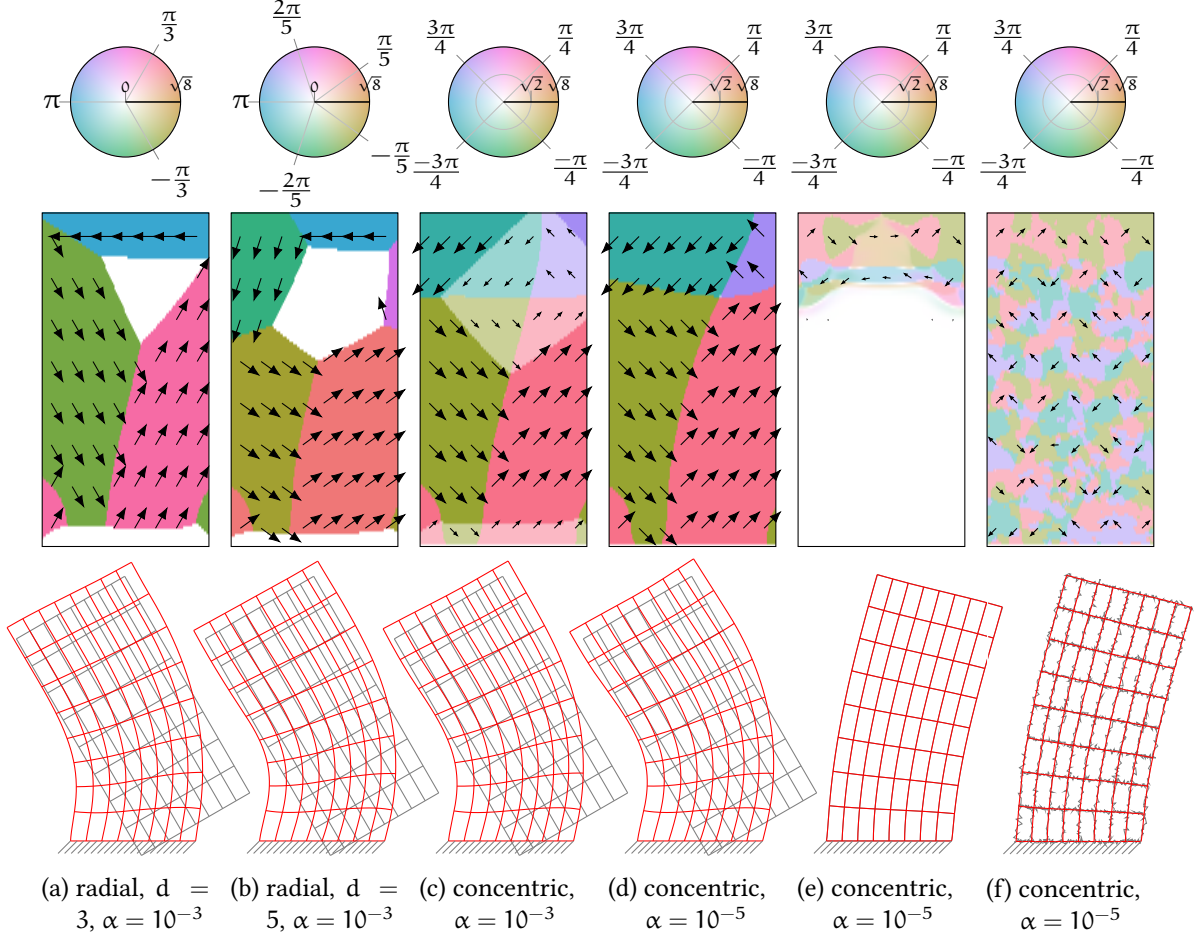 π/3
0 √8
π
−π/3
2π/5
π/5
0 √8
π
−π/5
−2π/5
3π/4 π/4
√2 √8
−3π/4 −π/4
3π/4 π/4
√2 √8
−3π/4 −π/4
3π/4 π/4
√2 √8
−3π/4 −π/4
3π/4 π/4
√2 √8
−3π/4 −π/4
(a) radial, d =
3, α = 10⁻³
(b) radial, d =
5, α = 10⁻³
(c) concentric,
α = 10⁻³
(d) concentric,
α = 10⁻⁵
(e) concentric,
α = 10⁻⁵
(f) concentric,
α = 10⁻⁵